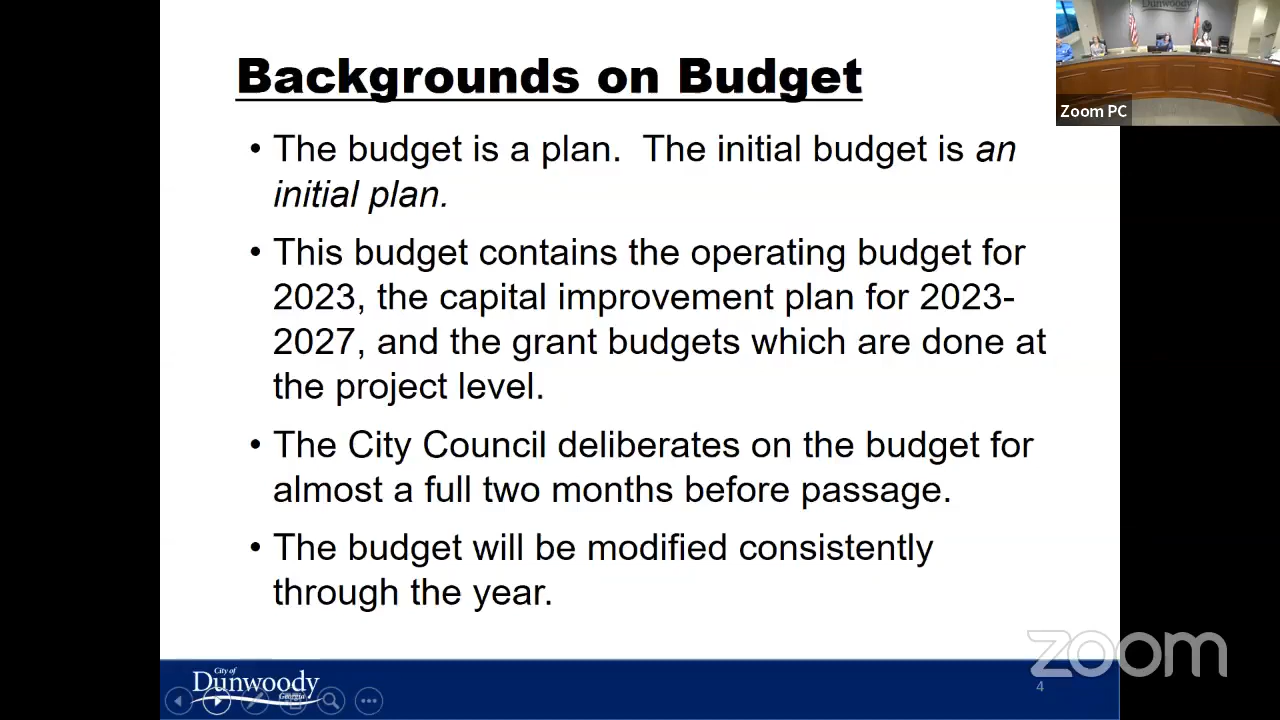 Dunwoody
Zoom PC
Backgrounds on Budget
• The budget is a plan.  The initial budget is an
initial plan.
• This budget contains the operating budget for
2023, the capital improvement plan for 2023-
2027, and the grant budgets which are done at
the project level.
• The City Council deliberates on the budget for
almost a full two months before passage.
• The budget will be modified consistently
through the year.
zoom
City of
Dunwoody
Georgia
4